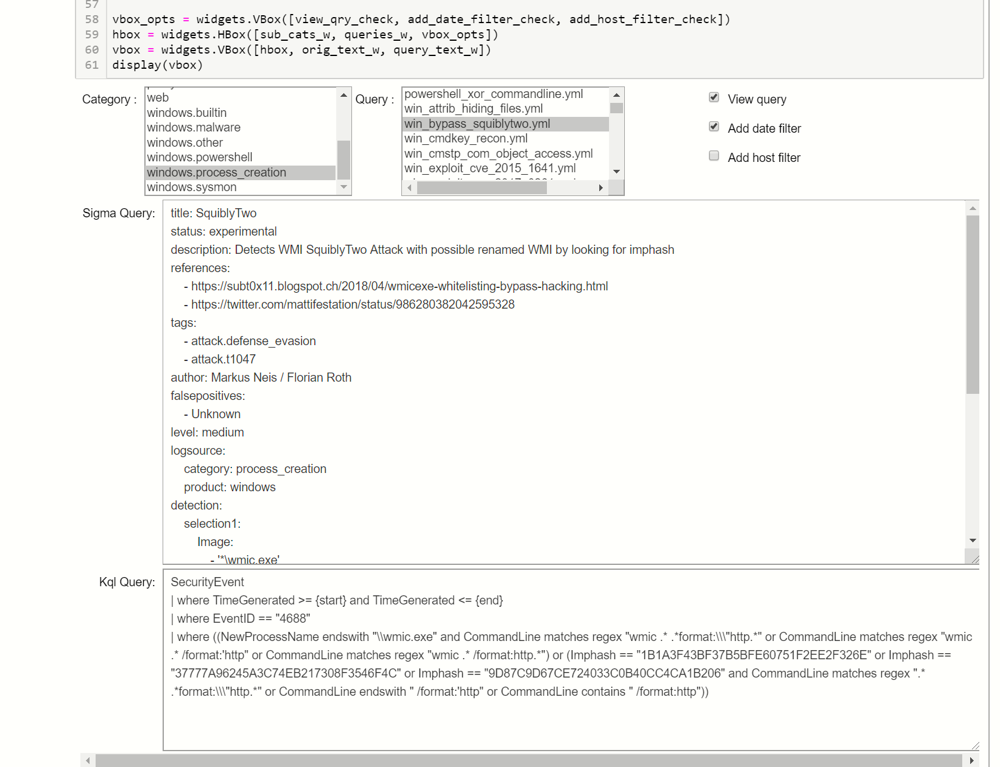 57
58 vbox_opts = widgets.VBox([view_qry_check, add_date_filter_check, add_host_filter_check])
59 hbox = widgets.HBox([sub_cats_w, queries_w, vbox_opts])
60 vbox = widgets.VBox([hbox, orig_text_w, query_text_w])
61 display(vbox)
Category :
web
windows.builtin
windows.malware
windows.other
windows.powershell
windows.process_creation
windows.sysmon
Query :
powershell_xor_commandline.yml
win_attrib_hiding_files.yml
win_bypass_squiblytwo.yml
win_cmdkey_recon.yml
win_cmstp_com_object_access.yml
win_exploit_cve_2015_1641.yml
View query
Add date filter
Add host filter
Sigma Query:
title: SquiblyTwo
status: experimental
description: Detects WMI SquiblyTwo Attack with possible renamed WMI by looking for imphash
references:
- https://subt0x11.blogspot.ch/2018/04/wmicexe-whitelisting-bypass-hacking.html
- https://twitter.com/mattifestation/status/986280382042595328
tags:
- attack.defense_evasion
- attack.t1047
author: Markus Neis / Florian Roth
falsepositives:
- Unknown
level: medium
logsource:
category: process_creation
product: windows
detection:
selection1:
Image:
- '*\wmic.exe'
Kql Query:
SecurityEvent
| where TimeGenerated >= {start} and TimeGenerated <= {end}
| where EventID == "4688"
| where ((NewProcessName endswith "\\wmic.exe" and CommandLine matches regex "wmic .* .*format:\\\"http.*" or CommandLine matches regex "wmic
.* /format:'http" or CommandLine matches regex "wmic .* /format:http.*") or (Imphash == "1B1A3F43BF37B5BFE60751F2EE2F326E" or Imphash ==
"37777A96245A3C74EB217308F3546F4C" or Imphash == "9D87C9D67CE724033C0B40CC4CA1B206" and CommandLine matches regex ".*
.*format:\\\"http.*" or CommandLine endswith " /format:'http" or CommandLine contains " /format:http"))